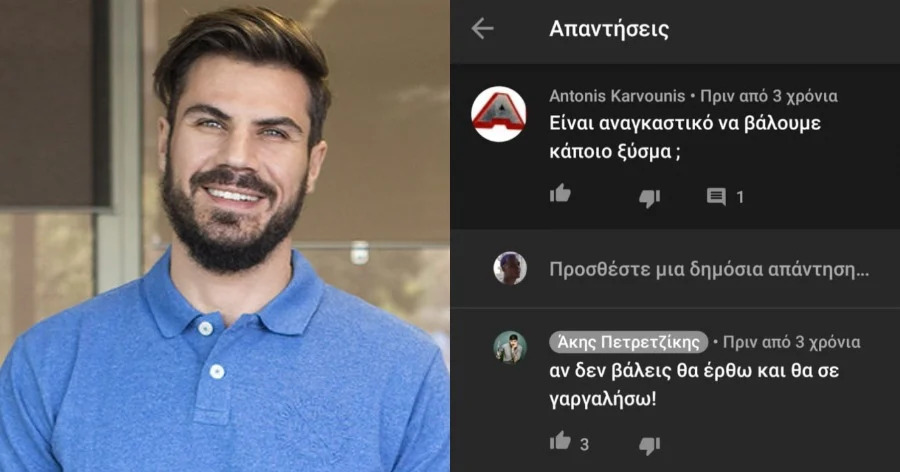 Απαντήσεις
Antonis Karvounis • Πριν από 3 χρόνια
Είναι αναγκαστικό να βάλουμε
κάποιο ξύσμα ;
1
Προσθέστε μια δημόσια απάντηση...
Άκης Πετρετζίκης • Πριν από 3 χρόνια
αν δεν βάλεις θα έρθω και θα σε
γαργαλήσω!
3